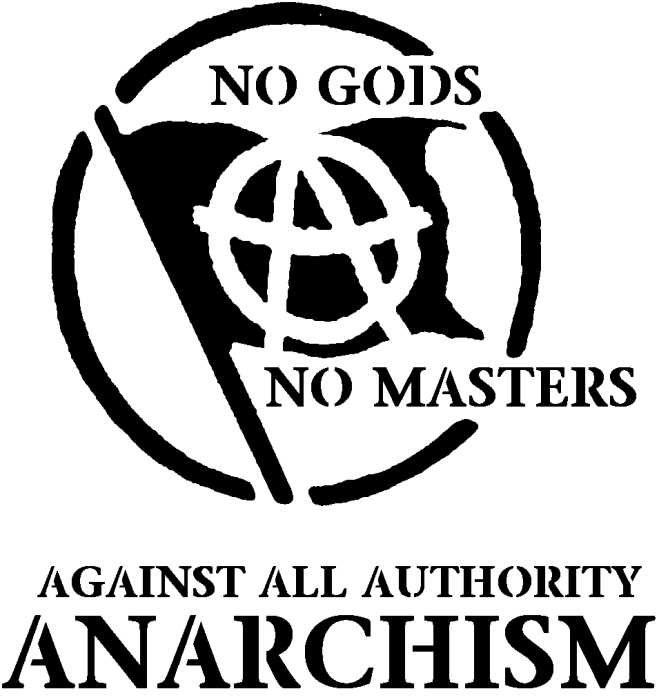 NO GODS
NO MASTERS
AGAINST ALL AUTHORITY
ANARCHISM